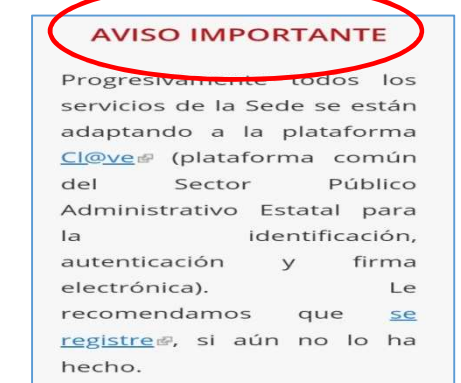 AVISO IMPORTANTE
Progresivamente todos los
servicios de la Sede se están
adaptando a la plataforma
Cl@ve (plataforma común
del Sector Público
Administrativo Estatal para
la identificación,
autenticación y firma
electrónica). Le
recomendamos que se
registre, si aún no lo ha
hecho.